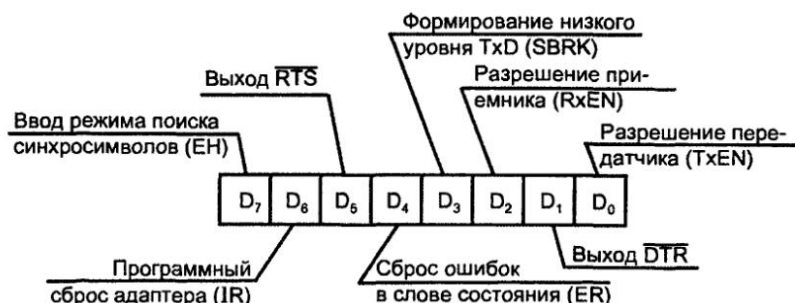 Формирование низкого
уровня TxD (SBRK)
Выход RTS
Разрешение при-
емника (RxEN)
Ввод режима поиска
синхросимволов (EH)
Разрешение пере-
датчика (TxEN)
D7 D6 D5 D4 D3 D2 D1 D0
Выход DTR
Программный
сброс адаптера (IR)
Сброс ошибок
в слове состояния (ER)